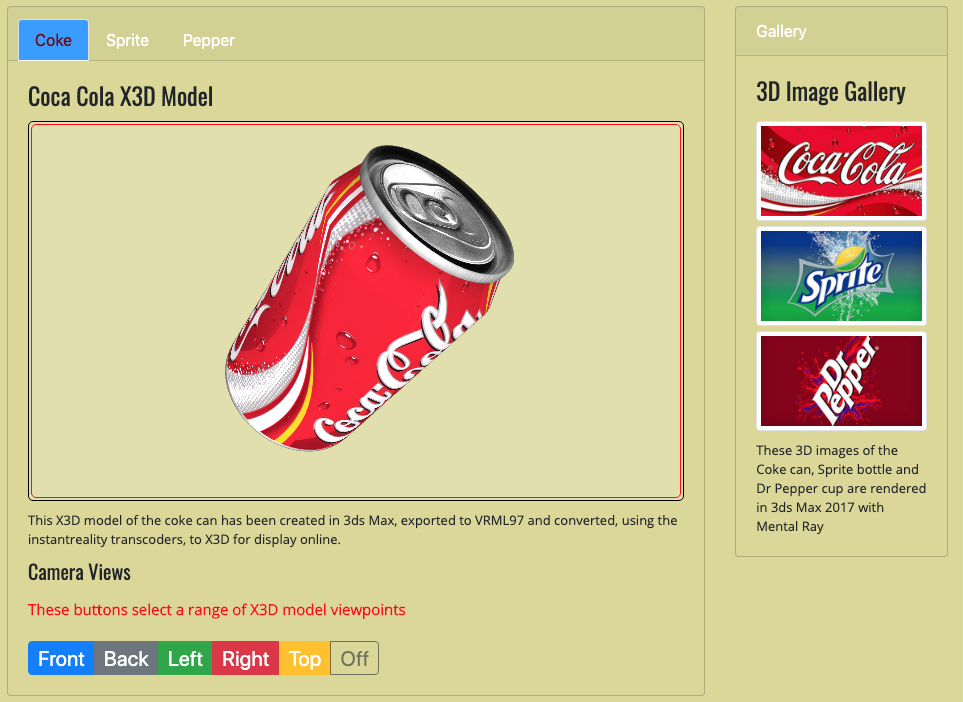 Coke Sprite Pepper
Coca Cola X3D Model
Coca-Cola
Coca-Cola
This X3D model of the coke can has been created in 3ds Max, exported to VRML97 and converted, using the
instantreality transcoders, to X3D for display online.
Camera Views
These buttons select a range of X3D model viewpoints
Front Back Left Right Top Off
Gallery
3D Image Gallery
Coca-Cola
Sprite
Dr
Pepper
These 3D images of the
Coke can, Sprite bottle and
Dr Pepper cup are rendered
in 3ds Max 2017 with
Mental Ray